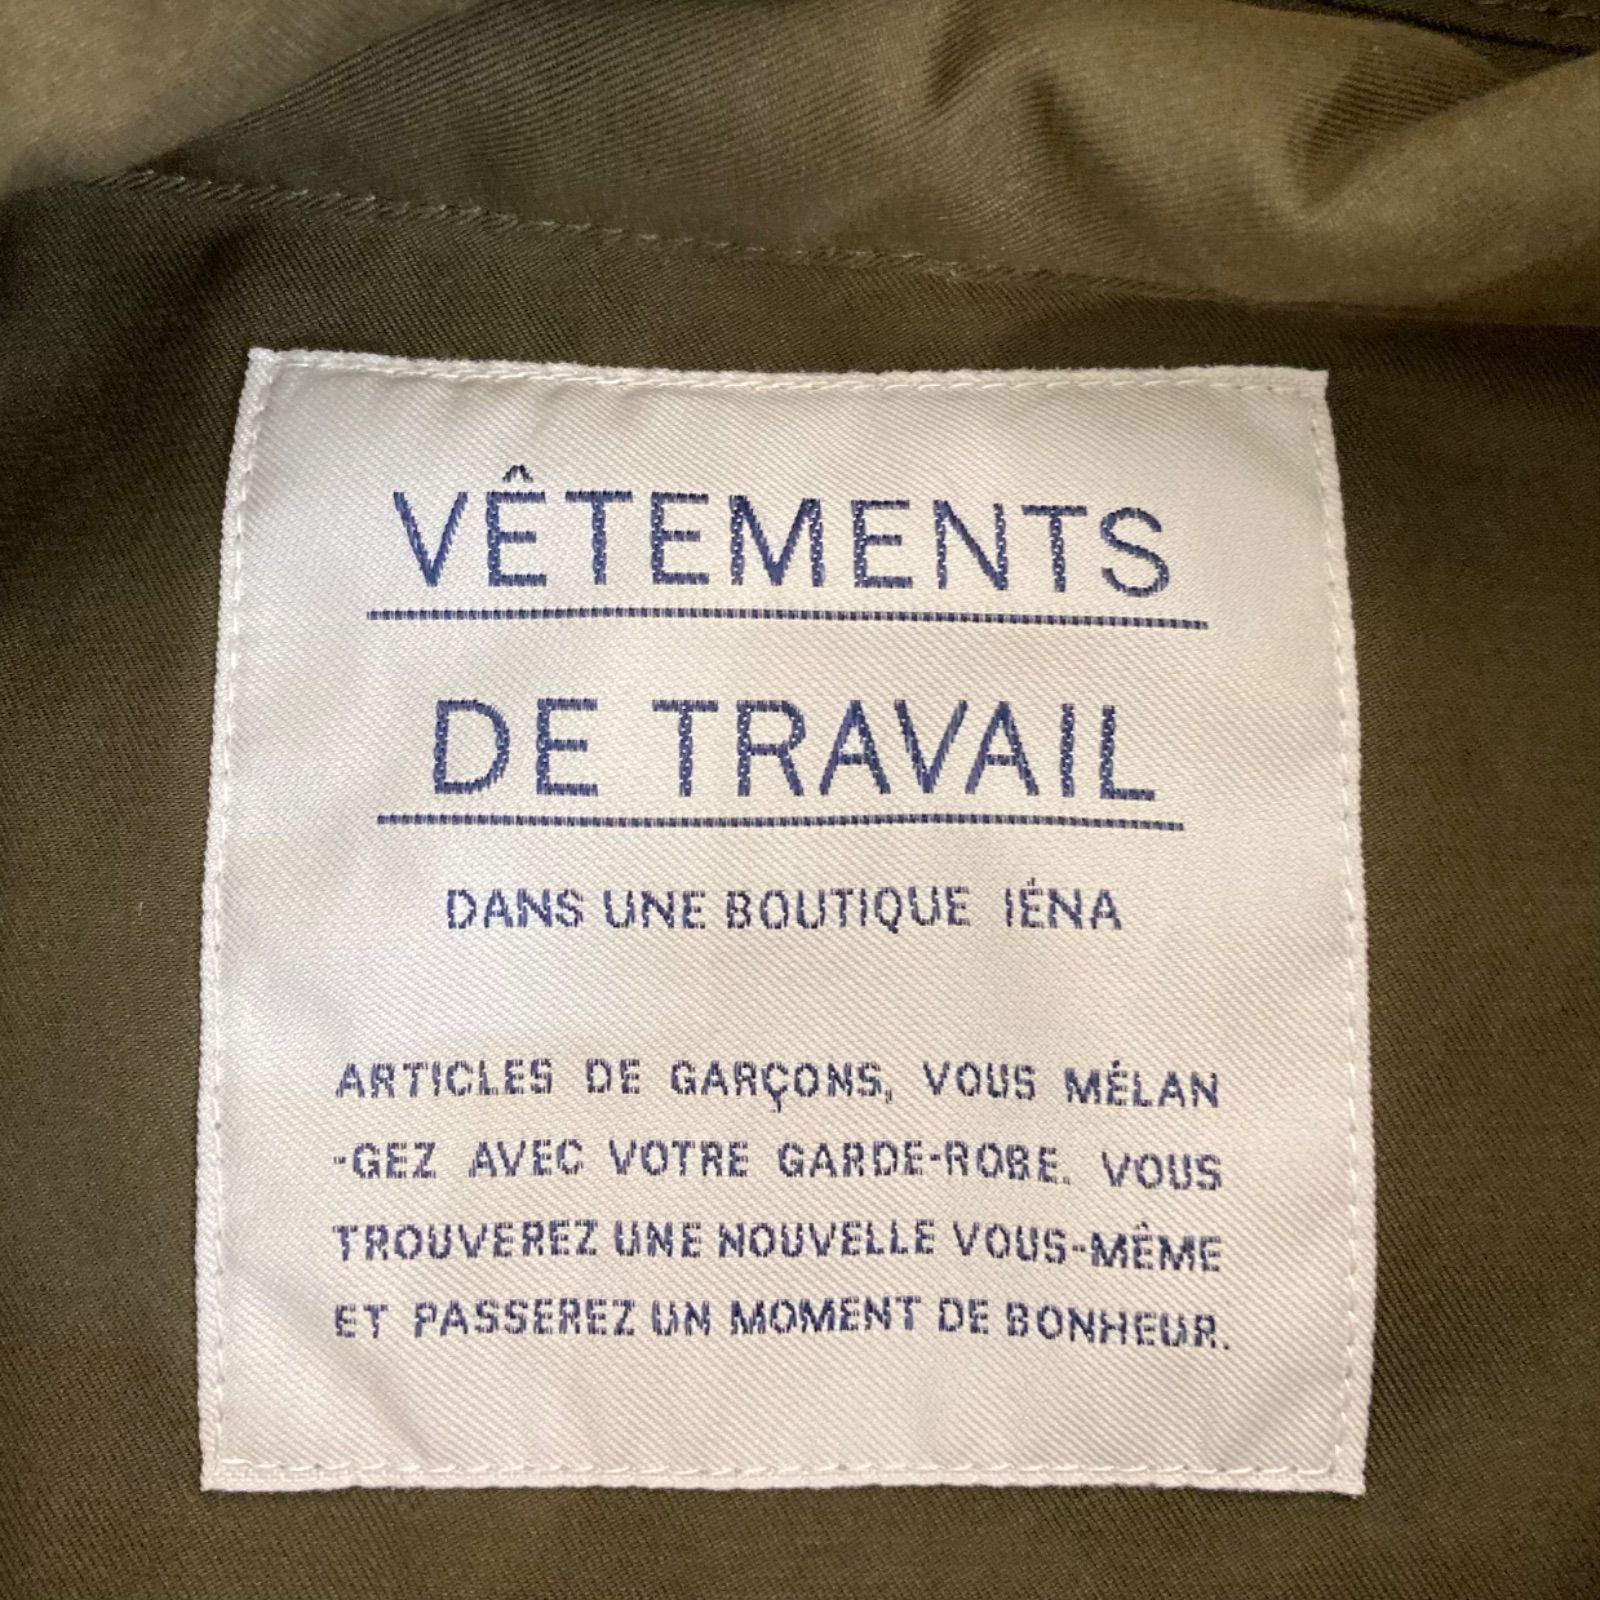 VÊTEMENTS
DE TRAVAIL
DANS UNE BOUTIQUE IÉNA
ARTICLES DE GARÇONS, VOUS MÉLAN
-GEZ AVEC VOTRE GARDE-ROBE. VOUS
TROUVEREZ UNE NOUVELLE VOUS-MÊME
ET PASSEREZ UN MOMENT DE BONHEUR.